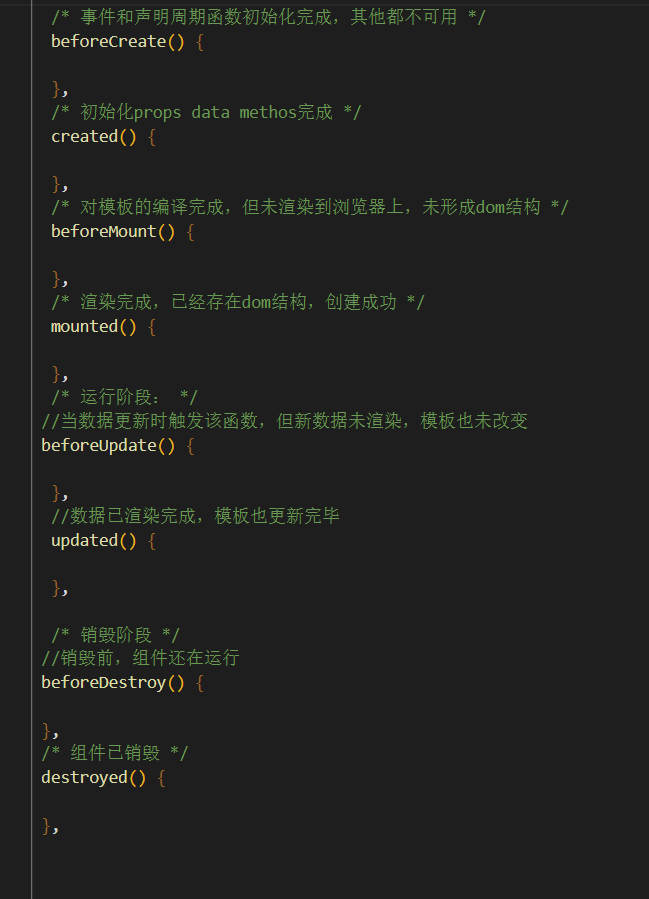 /* 事件和声明周期函数初始化完成，其他都不可用 */
beforeCreate() {
},
/* 初始化props data methos完成 */
created() {
},
/* 对模板的编译完成，但未渲染到浏览器上，未形成dom结构 */
beforeMount() {
},
/* 渲染完成，已经存在dom结构，创建成功 */
mounted() {
},
/* 运行阶段： */
//当数据更新时触发该函数，但新数据未渲染，模板也未改变
beforeUpdate() {
},
//数据已渲染完成，模板也更新完毕
updated() {
},
/* 销毁阶段 */
//销毁前，组件还在运行
beforeDestroy() {
},
/* 组件已销毁 */
destroyed() {
},